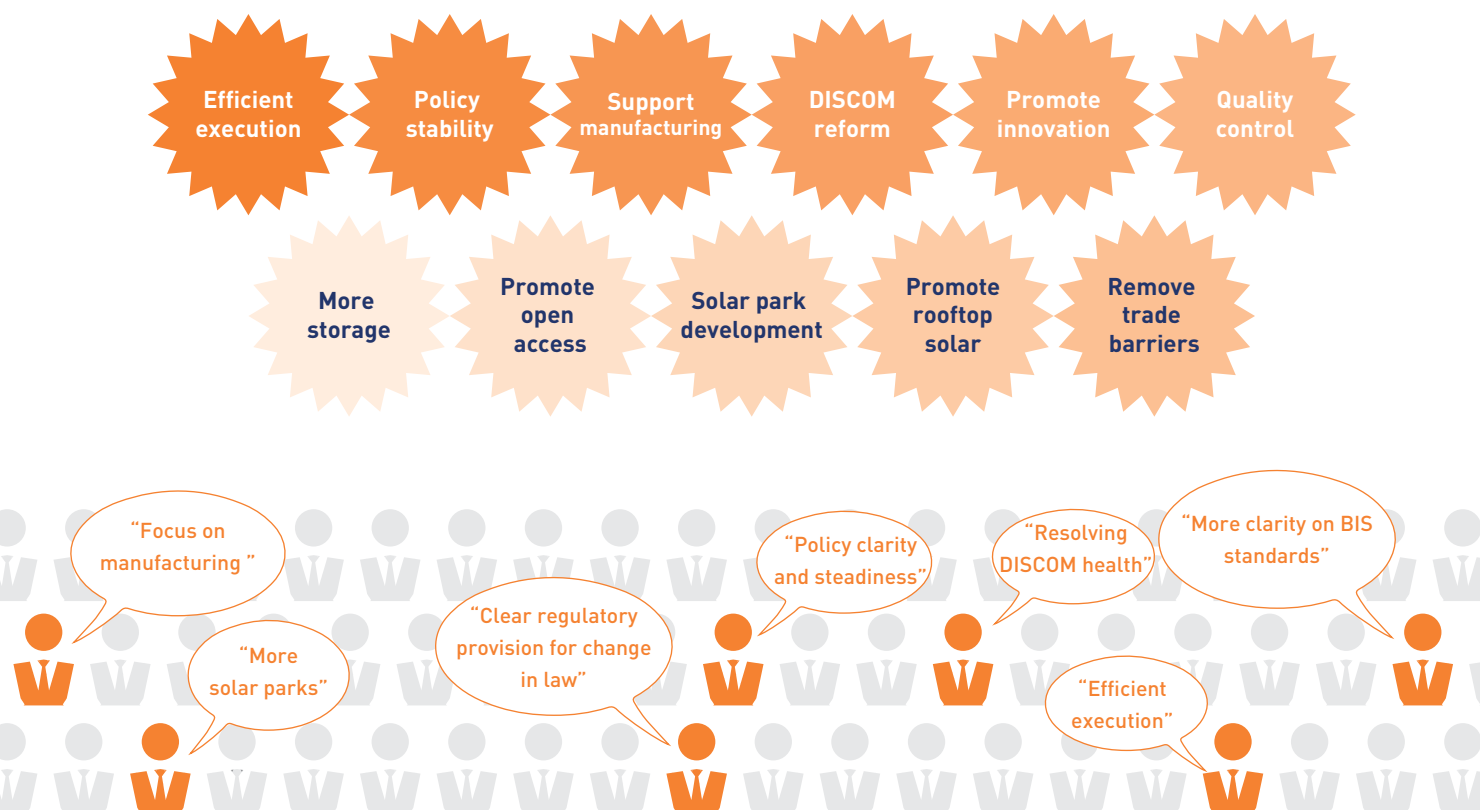 Efficient
execution
Policy
stability
Support
manufacturing
DISCOM
reform
Promote
innovation
Quality
control
More
storage
Promote
open
access
Solar park
development
Promote
rooftop
solar
Remove
trade
barriers
“Focus on
manufacturing ”
“More
solar parks”
“Clear regulatory
provision for change
in law”
“Policy clarity
and steadiness”
“Resolving
DISCOM health”
“More clarity on BIS
standards”
“Efficient
execution”